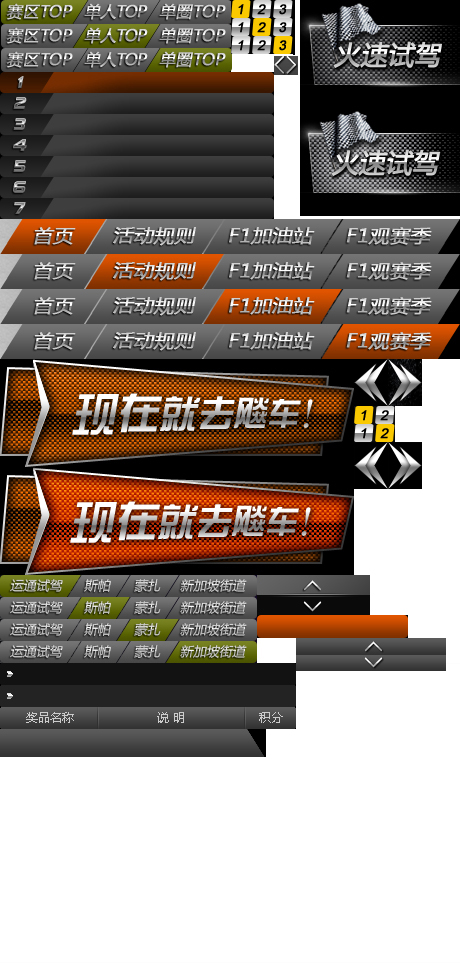 赛区TOP 单人TOP 单圈TOP 1 2 3
赛区TOP 单人TOP 单圈TOP 1 2 3
赛区TOP 单人TOP 单圈TOP 1 2 3
火速试驾
火速试驾
1
2
3
4
5
6
7
首页 活动规则 F1加油站 F1观赛季
首页 活动规则 F1加油站 F1观赛季
首页 活动规则 F1加油站 F1观赛季
首页 活动规则 F1加油站 F1观赛季
现在就去飚车!
1 2
1 2
现在就去飚车!
运通试驾 斯帕 蒙扎 新加坡街道
运通试驾 斯帕 蒙扎 新加坡街道
运通试驾 斯帕 蒙扎 新加坡街道
运通试驾 斯帕 蒙扎 新加坡街道
奖品名称 说 明 积分